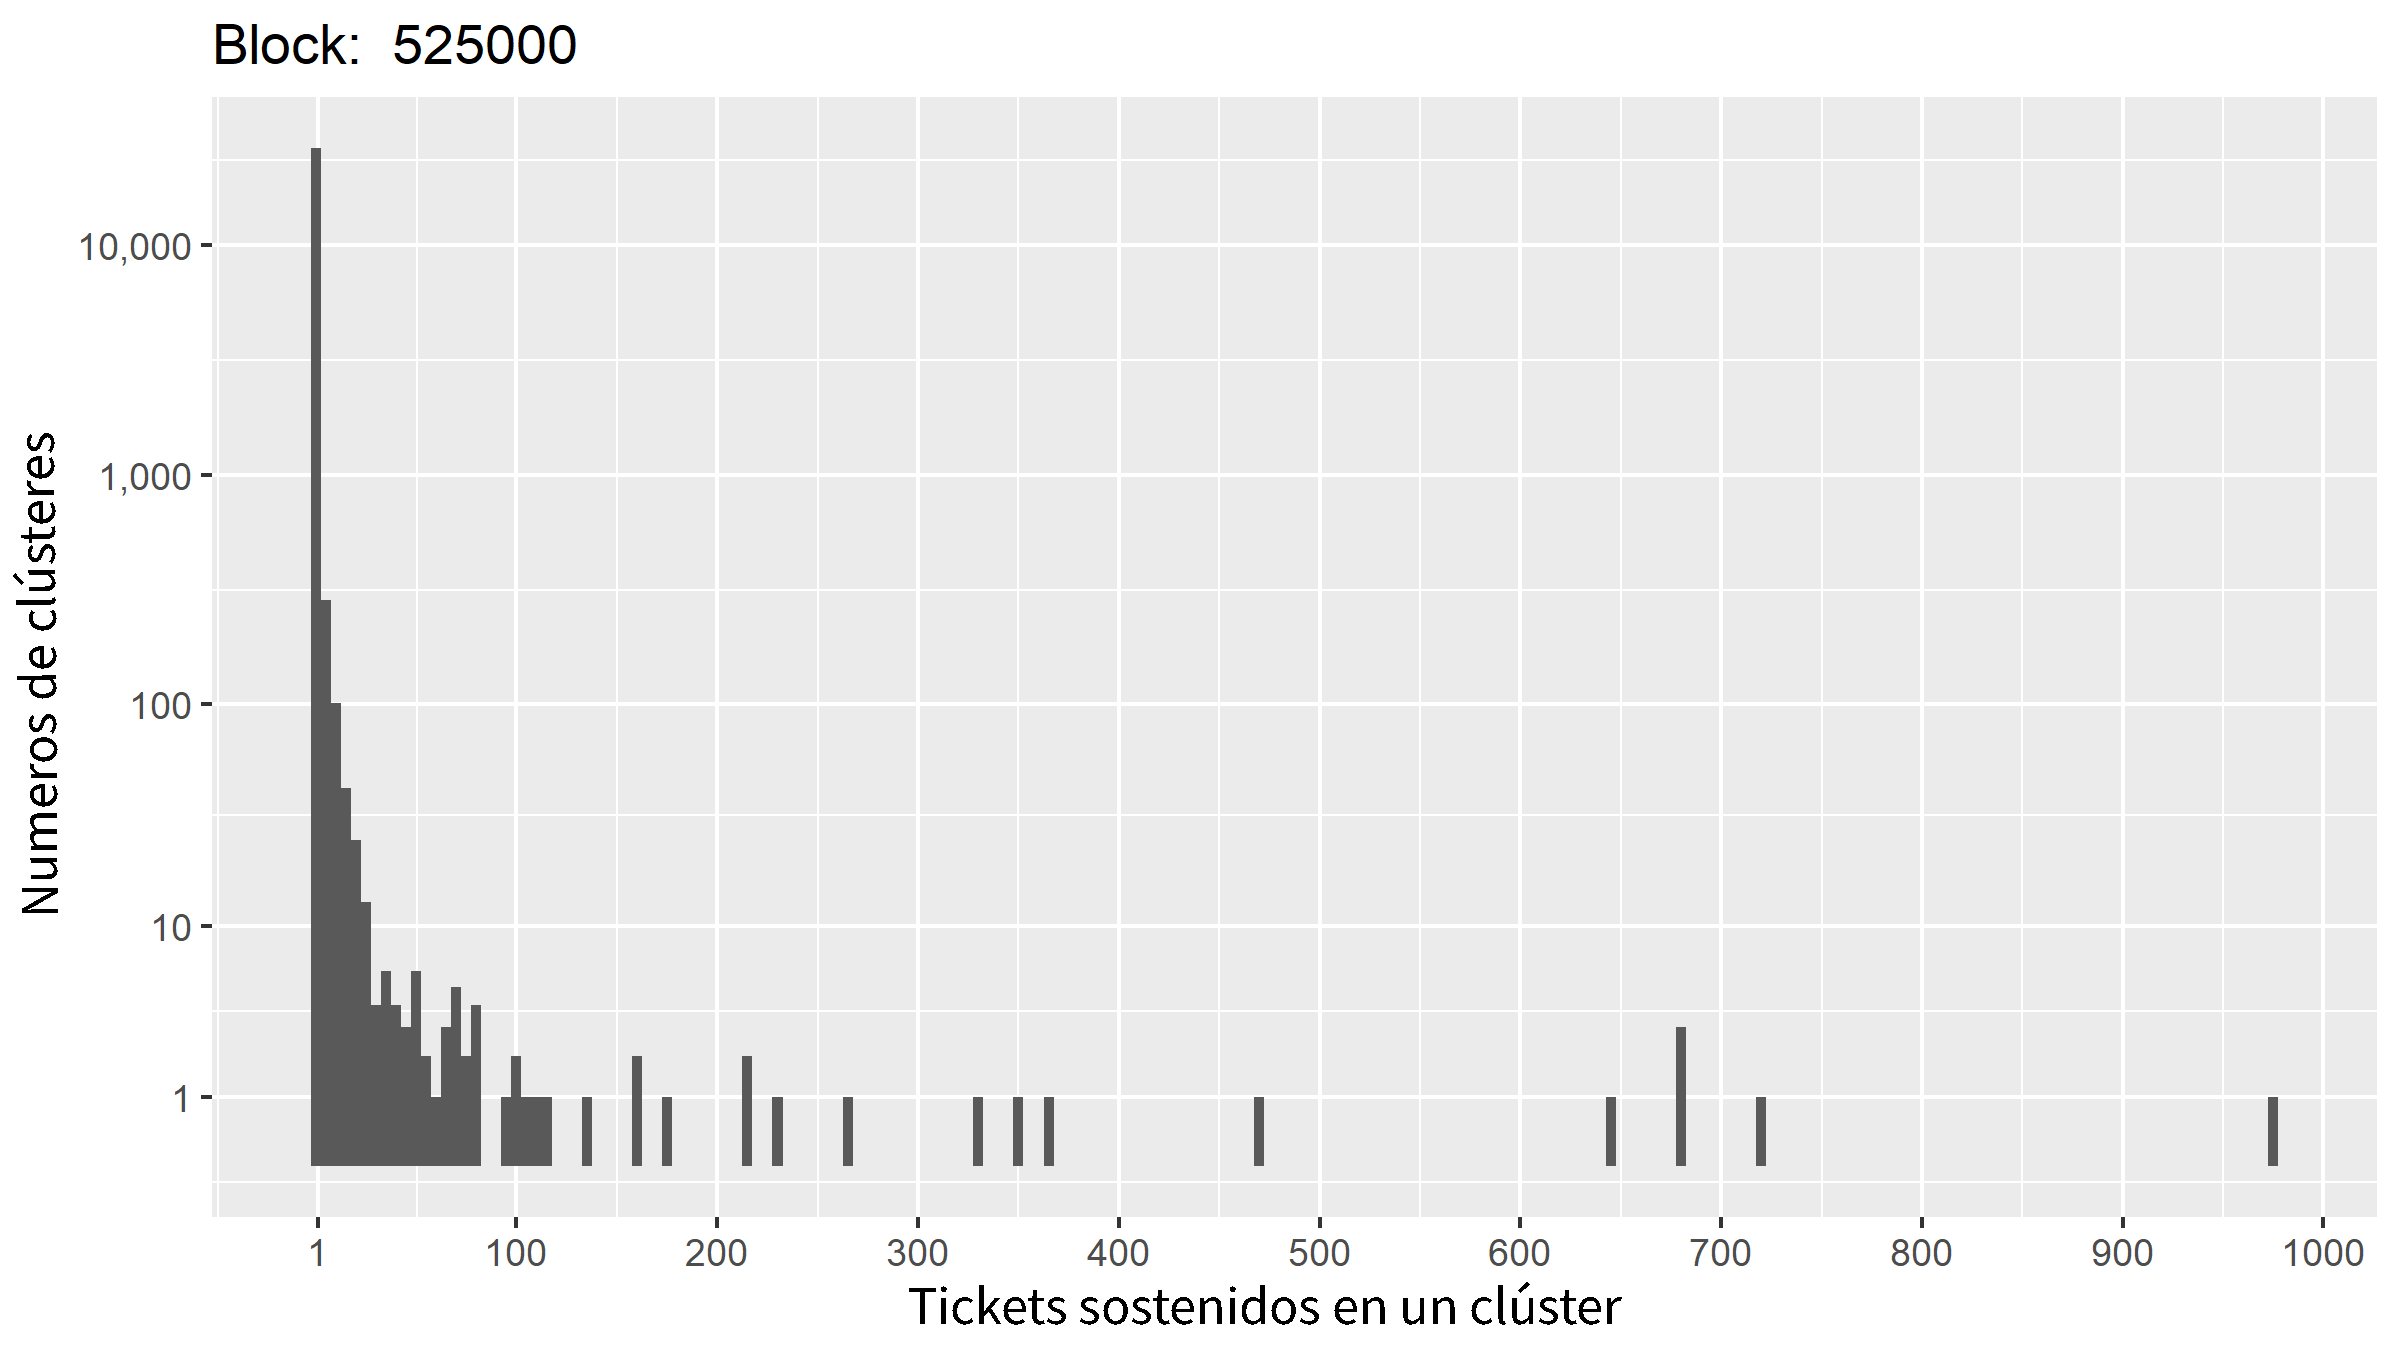 Block:  525000
Numeros de clústeres
10,000
1,000
100
10
1
1 100 200 300 400 500 600 700 800 900 1000
Tickets sostenidos en un clúster